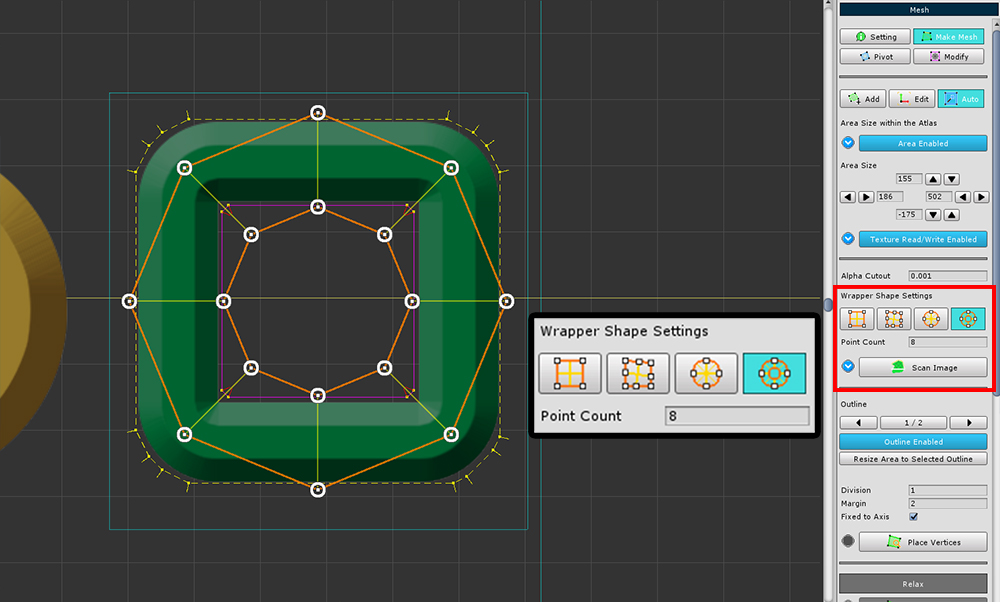 Mesh
Setting
Make Mesh
Pivot
Modify
Add
Edit
Auto
Area Size within the Atlas
Area Enabled
Area Size
155
186
502
-175
Texture Read/Write Enabled
Alpha Cutout
0.001
Wrapper Shape Settings
Point Count
8
Scan Image
Wrapper Shape Settings
Point Count
8
Outline
1 / 2
Outline Enabled
Resize Area to Selected Outline
Division
1
Margin
2
Fixed to Axis
Place Vertices
Relax